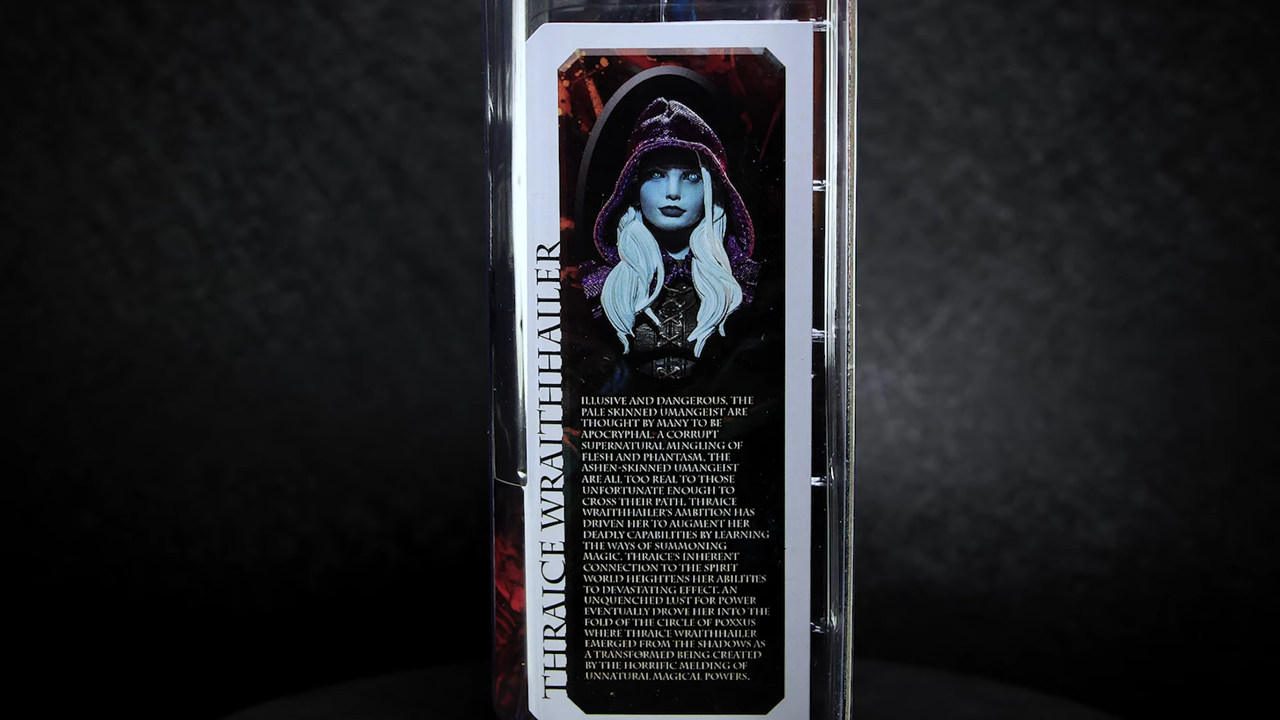 THRAICE WRAITHHAILER
ILLUSIVE AND DANGEROUS, THE
PALE SKINNED UMANGEIST ARE
THOUGHT BY MANY TO BE
APOCRYPHAL. A CORRUPT
SUPERNATURAL MINGLING OF
FLESH AND PHANTASM, THE
ASHEN-SKINNED UMANGEIST
ARE ALL TOO REAL TO THOSE
UNFORTUNATE ENOUGH TO
CROSS THEIR PATH. THRAICE
WRAITHHAILER'S AMBITION HAS
DRIVEN HER TO AUGMENT HER
DEADLY CAPABILITIES BY LEARNING
THE WAYS OF SUMMONING
MAGIC. THRAICE'S INHERENT
CONNECTION TO THE SPIRIT
WORLD HEIGHTENS HER ABILITIES
TO DEVASTATING EFFECT. AN
UNQUENCHED LUST FOR POWER
EVENTUALLY DROVE HER INTO THE
FOLD OF THE CIRCLE OF POXXUS
WHERE THRAICE WRAITHHAILER
EMERGED FROM THE SHADOWS AS
A TRANSFORMED BEING CREATED
BY THE HORRIFIC MELDING OF
UNNATURAL MAGICAL POWERS.